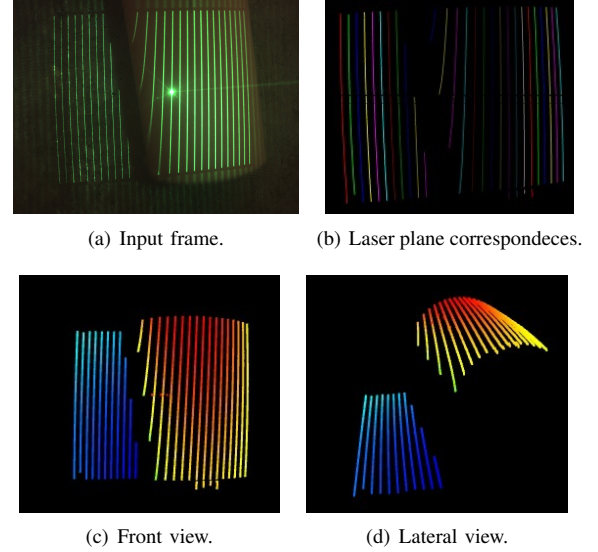 (a) Input frame.
(b) Laser plane correspondeces.
(c) Front view.
(d) Lateral view.